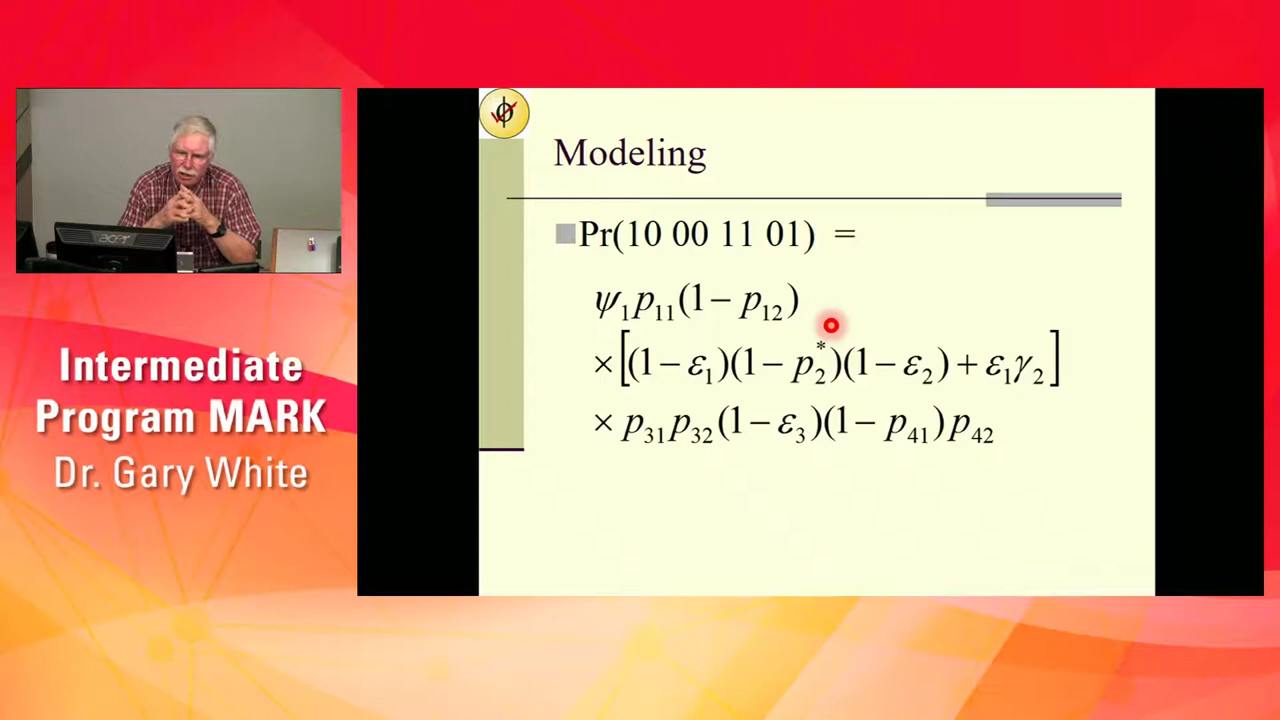 acer
Intermediate
Program MARK
Dr. Gary White
Modeling
Pr(10 00 11 01) =
ψ₁p₁₁(1− p₁₂)
×[(1−ε₁)(1− p₂*)(1−ε₂)+ε₁γ₂]
× p₃₁p₃₂(1−ε₃)(1− p₄₁)p₄₂